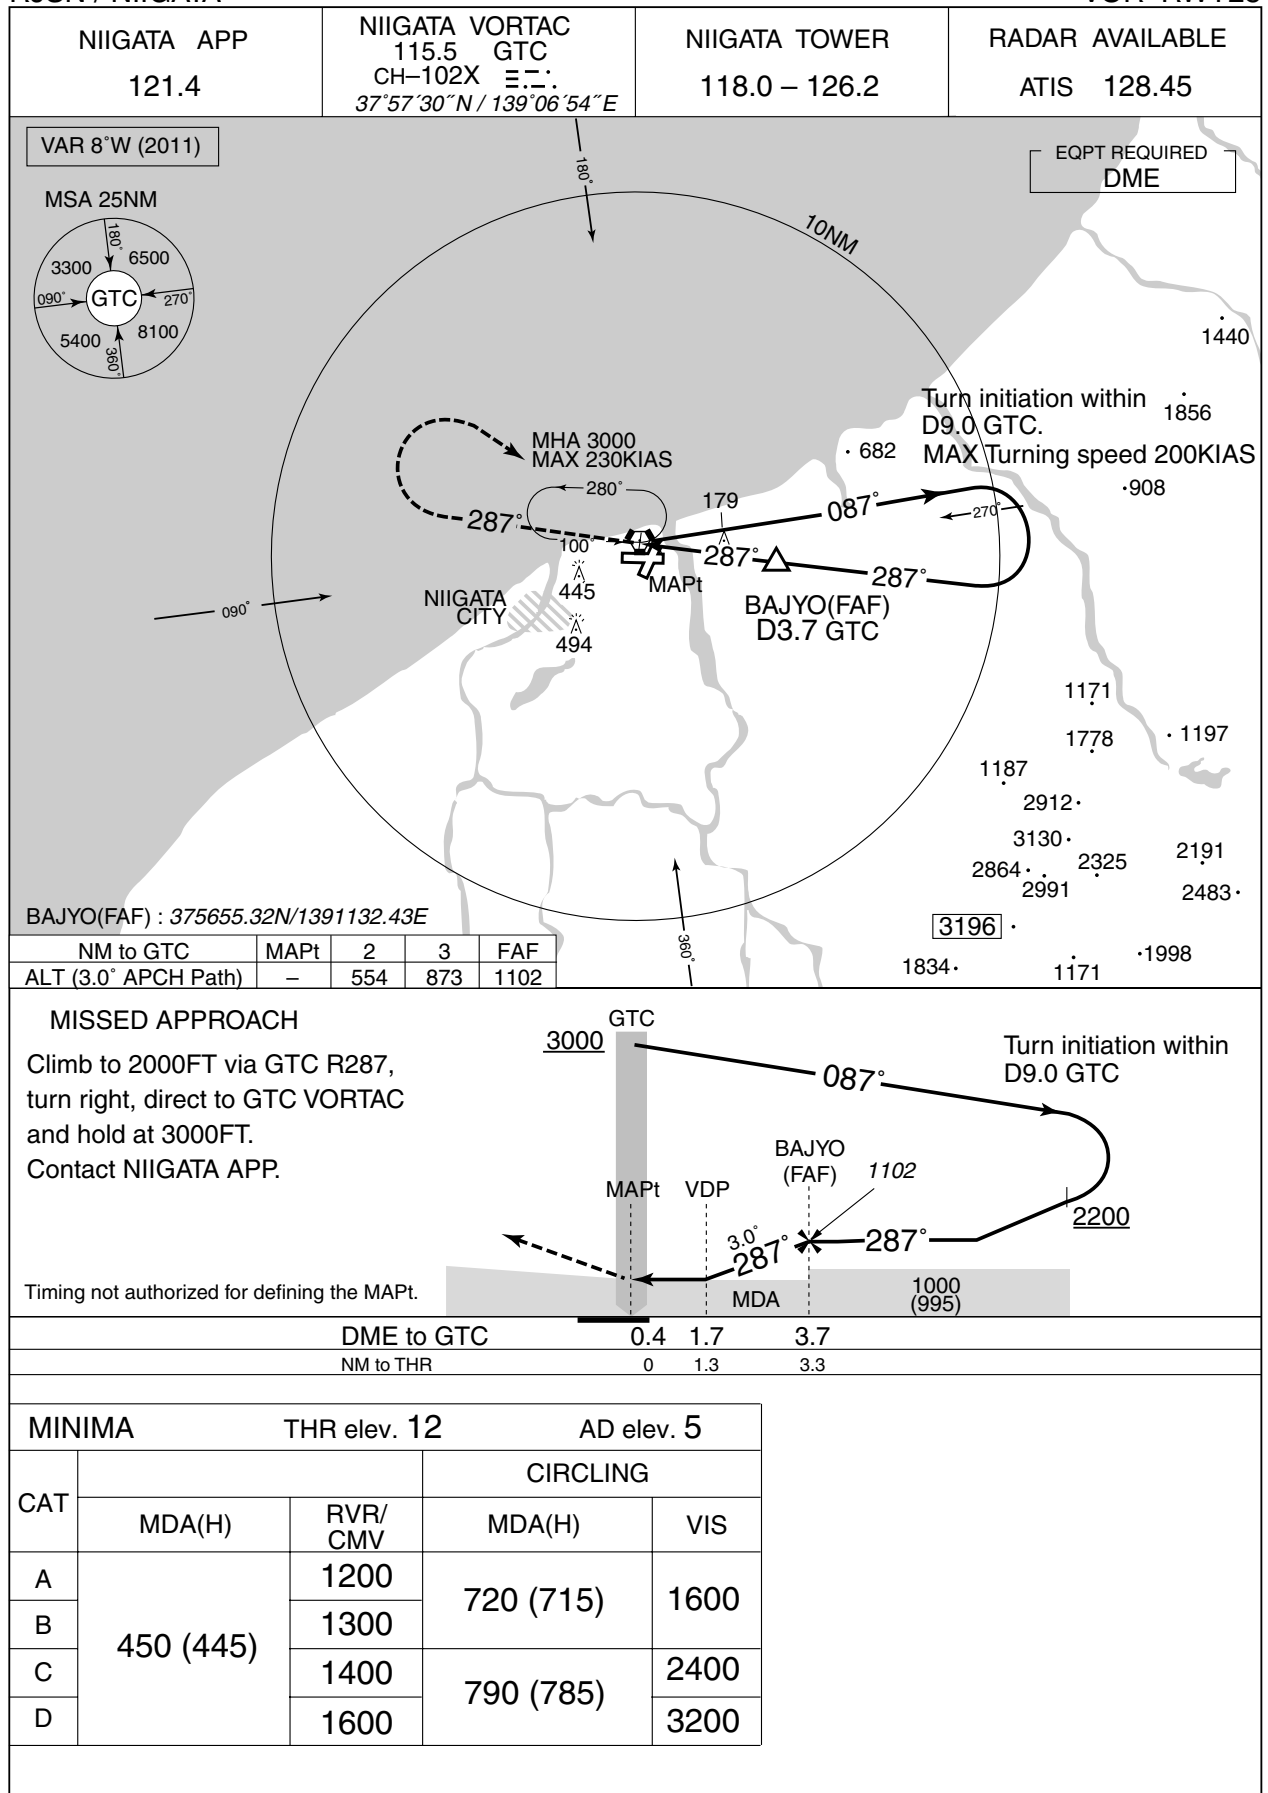 NIIGATA APP
121.4
NIIGATA VORTAC
115.5 GTC
CH–102X
37°57′30″N / 139°06′54″E
NIIGATA TOWER
118.0 – 126.2
RADAR AVAILABLE
ATIS 128.45
VAR 8°W (2011)
EQPT REQUIRED
DME
MSA 25NM
180°
3300
6500
090°
GTC
270°
5400
8100
360°
180°
10NM
1440
Turn initiation within
D9.0 GTC.
MAX Turning speed 200KIAS
1856
682
908
MHA 3000
MAX 230KIAS
280°
179
087°
270°
287°
100°
287°
287°
MAPt
445
NIIGATA
CITY
494
BAJYO(FAF)
D3.7 GTC
090°
1171
1778
1197
1187
2912
3130
2864
2325
2991
2191
2483
3196
1834
1171
1998
360°
BAJYO(FAF) : 375655.32N/1391132.43E
NM to GTC MAPt 2 3 FAF
ALT (3.0° APCH Path) – 554 873 1102
MISSED APPROACH
Climb to 2000FT via GTC R287,
turn right, direct to GTC VORTAC
and hold at 3000FT.
Contact NIIGATA APP.
GTC
3000
087°
Turn initiation within
D9.0 GTC
BAJYO
(FAF)
1102
MAPt
VDP
2200
3.0°
287°
287°
Timing not authorized for defining the MAPt.
MDA
1000
(995)
DME to GTC 0.4 1.7 3.7
NM to THR 0 1.3 3.3
MINIMA THR elev. 12 AD elev. 5
CAT
CIRCLING
MDA(H)
RVR/
CMV
MDA(H)
VIS
A 1200
B 1300
C 1400
D 1600
450 (445)
720 (715) 1600
790 (785)
2400
3200